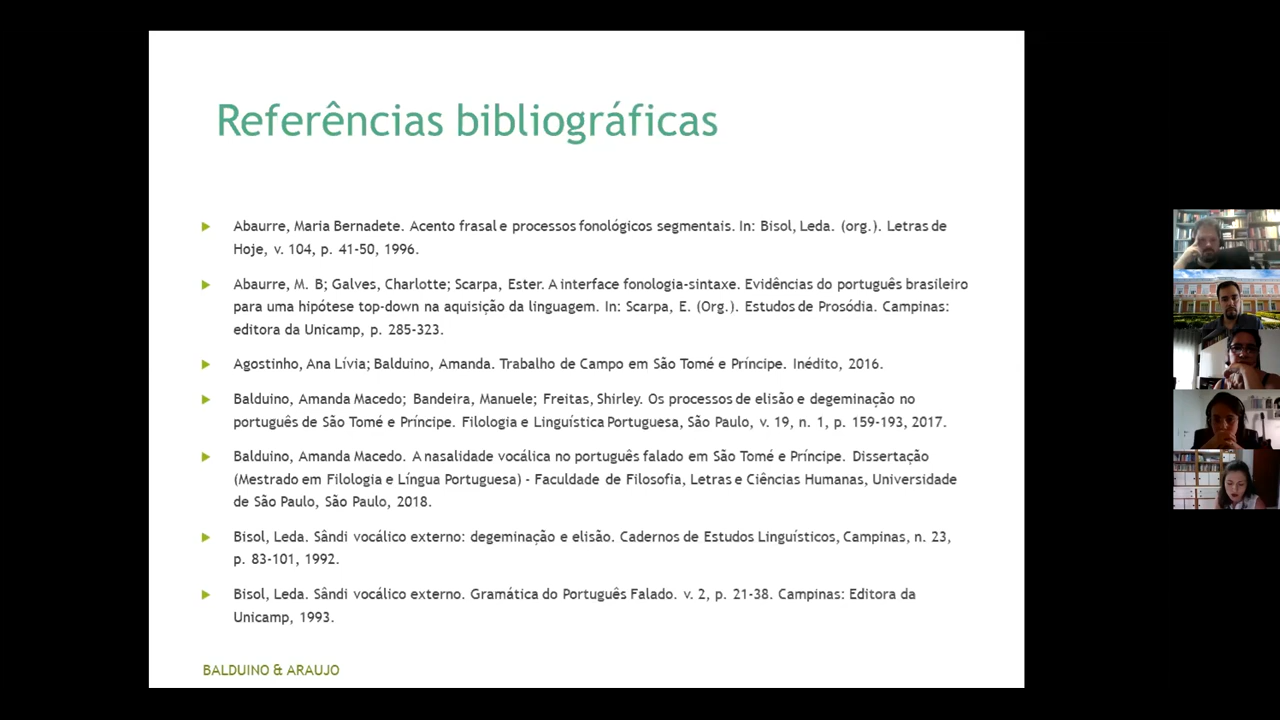 Referências bibliográficas
Abaurre, Maria Bernadete. Acento frasal e processos fonológicos segmentais. In: Bisol, Leda. (org.). Letras de
Hoje, v. 104, p. 41-50, 1996.
Abaurre, M. B; Galves, Charlotte; Scarpa, Ester. A interface fonologia-sintaxe. Evidências do português brasileiro
para uma hipótese top-down na aquisição da linguagem. In: Scarpa, E. (Org.). Estudos de Prosódia. Campinas:
editora da Unicamp, p. 285-323.
Agostinho, Ana Lívia; Balduino, Amanda. Trabalho de Campo em São Tomé e Príncipe. Inédito, 2016.
Balduino, Amanda Macedo; Bandeira, Manuele; Freitas, Shirley. Os processos de elisão e degeminação no
português de São Tomé e Príncipe. Filologia e Linguística Portuguesa, São Paulo, v. 19, n. 1, p. 159-193, 2017.
Balduino, Amanda Macedo. A nasalidade vocálica no português falado em São Tomé e Príncipe. Dissertação
(Mestrado em Filologia e Língua Portuguesa) - Faculdade de Filosofia, Letras e Ciências Humanas, Universidade
de São Paulo, São Paulo, 2018.
Bisol, Leda. Sândi vocálico externo: degeminação e elisão. Cadernos de Estudos Linguísticos, Campinas, n. 23,
p. 83-101, 1992.
Bisol, Leda. Sândi vocálico externo. Gramática do Português Falado. v. 2, p. 21-38. Campinas: Editora da
Unicamp, 1993.
BALDUINO & ARAUJO